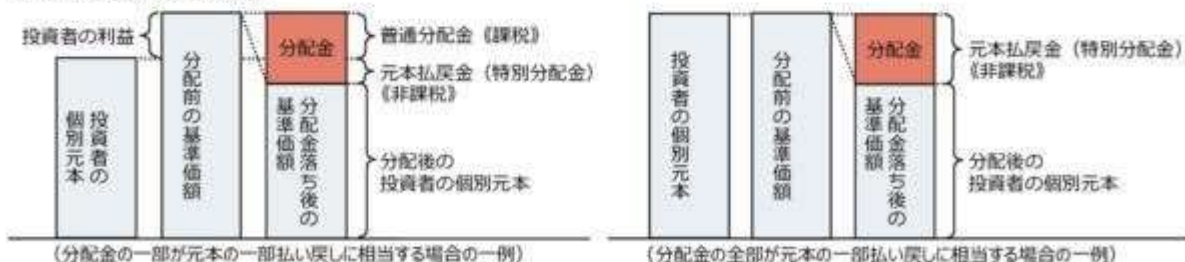 投資者の利益
投資者の
個別元本
分配前の基準価額
分配金
分配金落ち後の
基準価額
普通分配金《課税》
元本払戻金（特別分配金）
《非課税》
分配後の
投資者の個別元本
（分配金の一部が元本の一部払い戻しに相当する場合の一例）
投資者の個別元本
分配前の基準価額
分配金
分配金落ち後の
基準価額
元本払戻金（特別分配金）
《非課税》
分配後の
投資者の個別元本
（分配金の全部が元本の一部払い戻しに相当する場合の一例）